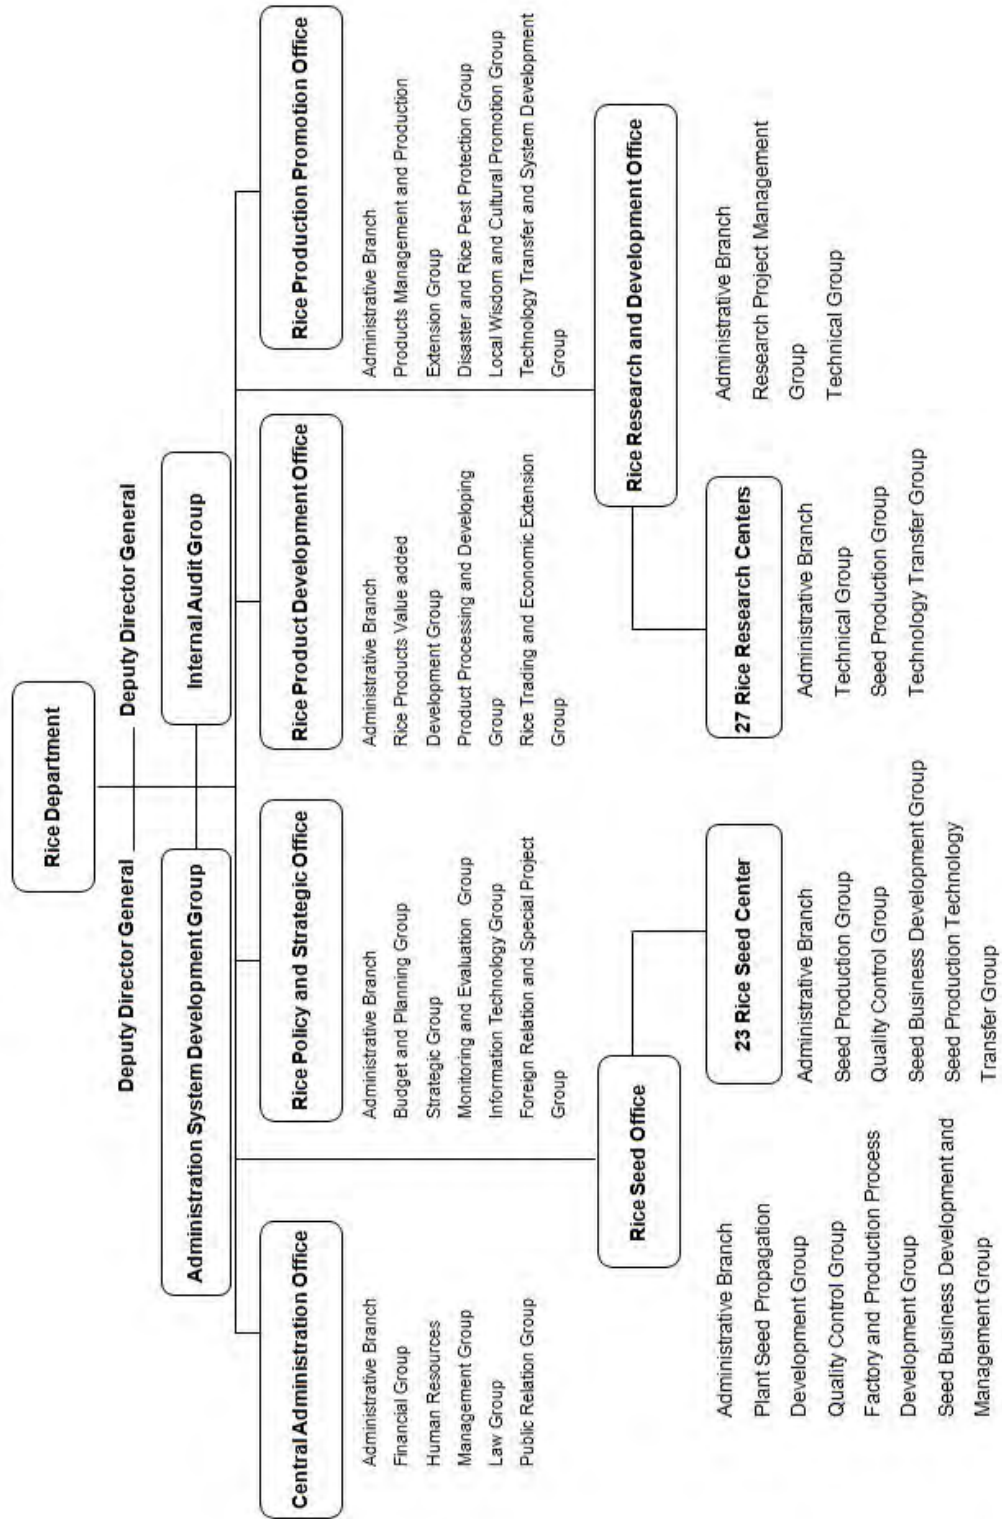 Rice Department
Deputy Director General
Deputy Director General
Administration System Development Group
Internal Audit Group
Central Administration Office
Administrative Branch
Financial Group
Human Resources
Management Group
Law Group
Public Relation Group
Rice Policy and Strategic Office
Administrative Branch
Budget and Planning Group
Strategic Group
Monitoring and Evaluation Group
Information Technology Group
Foreign Relation and Special Project
Group
Rice Product Development Office
Administrative Branch
Rice Products Value added
Development Group
Product Processing and Developing
Group
Rice Trading and Economic Extension
Group
Rice Production Promotion Office
Administrative Branch
Products Management and Production
Extension Group
Disaster and Rice Pest Protection Group
Local Wisdom and Cultural Promotion Group
Technology Transfer and System Development
Group
Rice Seed Office
Administrative Branch
Plant Seed Propagation
Development Group
Quality Control Group
Factory and Production Process
Development Group
Seed Business Development and
Management Group
23 Rice Seed Center
Administrative Branch
Seed Production Group
Quality Control Group
Seed Business Development Group
Seed Production Technology
Transfer Group
Rice Research and Development Office
Administrative Branch
Research Project Management
Group
Technical Group
27 Rice Research Centers
Administrative Branch
Technical Group
Seed Production Group
Technology Transfer Group